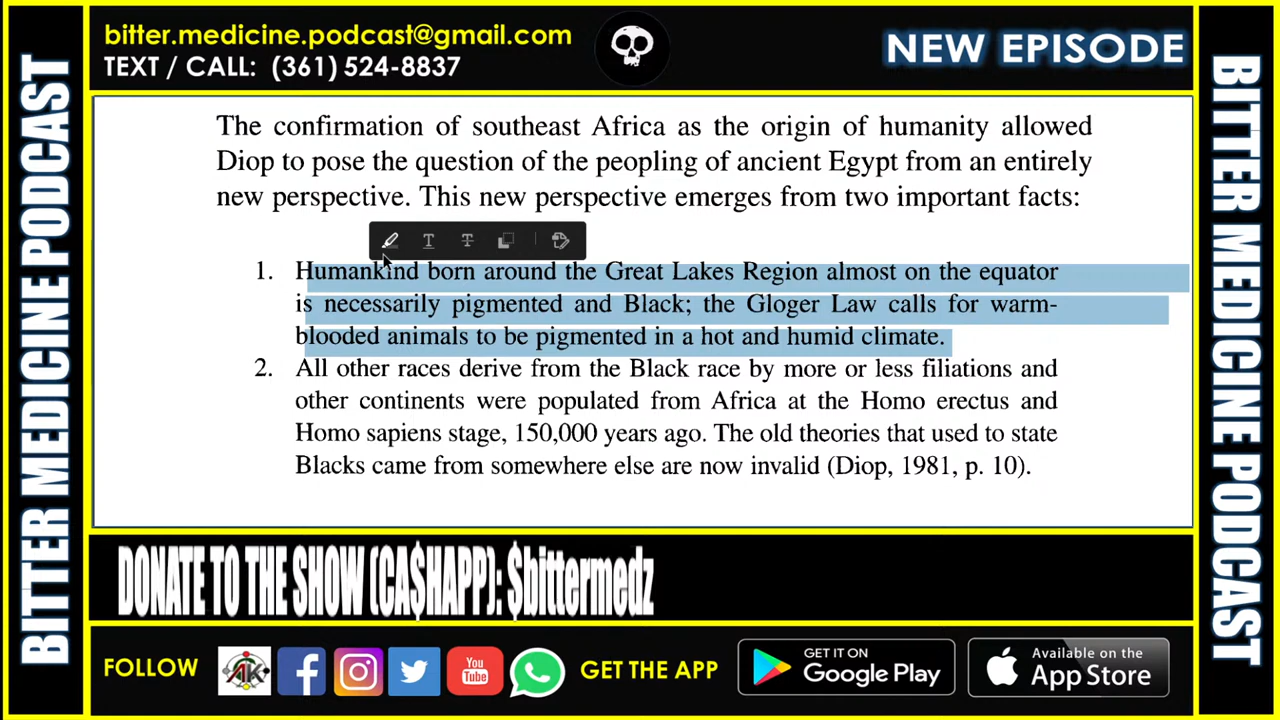 bitter.medicine.podcast@gmail.com
TEXT / CALL: (361) 524-8837
NEW EPISODE
BITTER MEDICINE PODCAST
The confirmation of southeast Africa as the origin of humanity allowed
Diop to pose the question of the peopling of ancient Egypt from an entirely
new perspective. This new perspective emerges from two important facts:
1. Humankind born around the Great Lakes Region almost on the equator
is necessarily pigmented and Black; the Gloger Law calls for warm-
blooded animals to be pigmented in a hot and humid climate.
2. All other races derive from the Black race by more or less filiations and
other continents were populated from Africa at the Homo erectus and
Homo sapiens stage, 150,000 years ago. The old theories that used to state
Blacks came from somewhere else are now invalid (Diop, 1981, p. 10).
BITTER MEDICINE PODCAST
DONATE TO THE SHOW (CA$HAPP): $bittermedz
FOLLOW
You
Tube
GET THE APP
GET IT ON
Google Play
Available on the
App Store